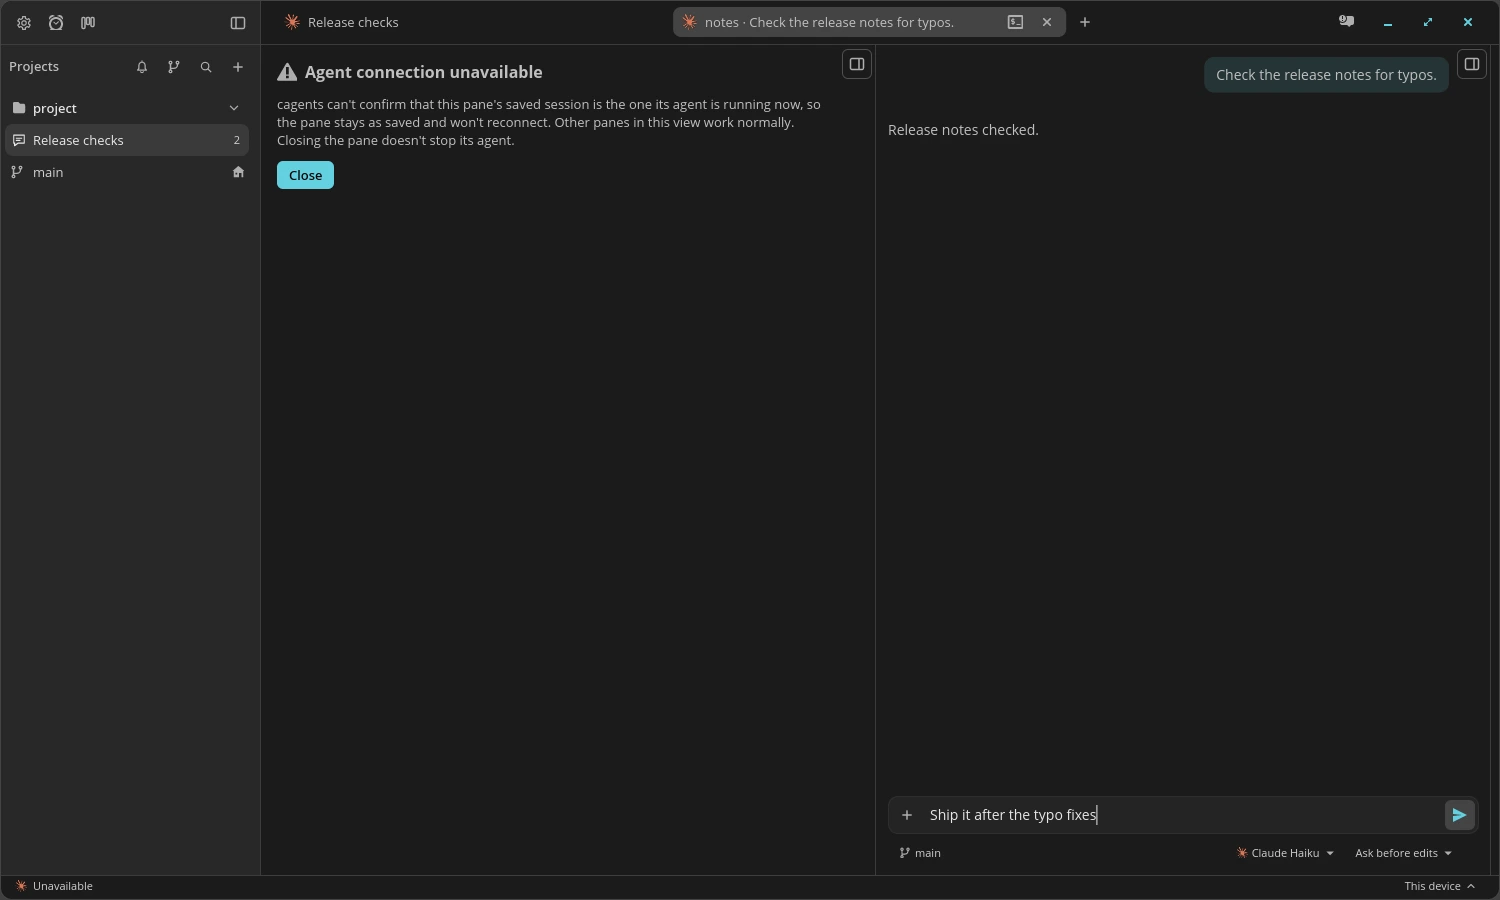 Release checks
notes · Check the release notes for typos.
Projects
project
Release checks 2
main
Agent connection unavailable
cagents can't confirm that this pane's saved session is the one its agent is running now, so
the pane stays as saved and won't reconnect. Other panes in this view work normally.
Closing the pane doesn't stop its agent.
Close
Check the release notes for typos.
Release notes checked.
Ship it after the typo fixes
main
Claude Haiku
Ask before edits
Unavailable
This device